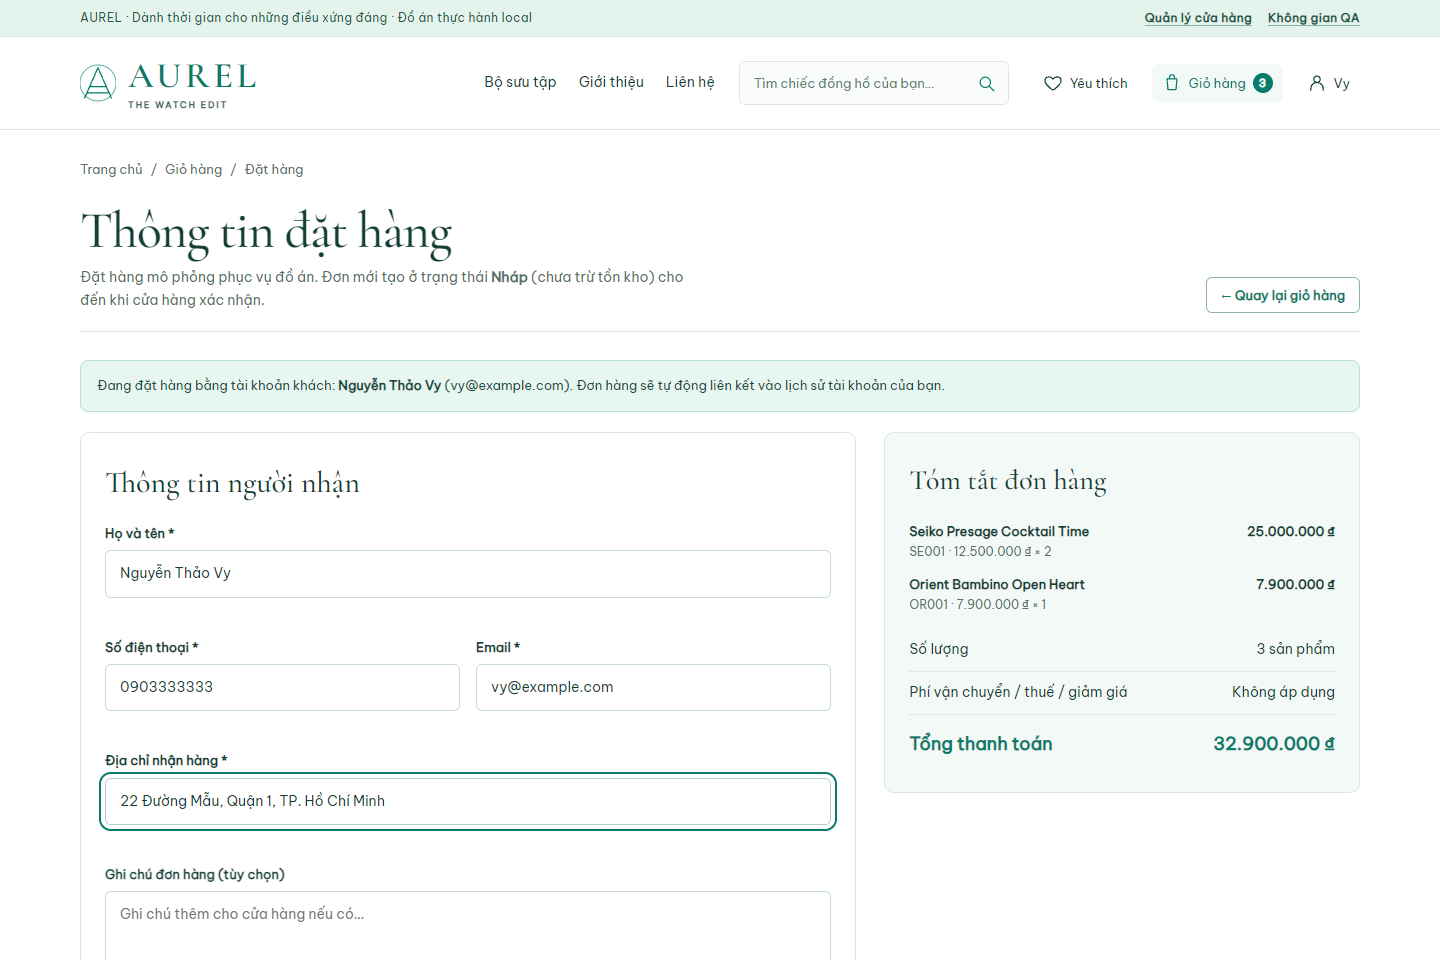 AUREL · Dành thời gian cho những điều xứng đáng · Đồ án thực hành local
Quản lý cửa hàng
Không gian QA
AUREL
THE WATCH EDIT
Bộ sưu tập
Giới thiệu
Liên hệ
Tìm chiếc đồng hồ của bạn...
Yêu thích
Giỏ hàng 3
Vy
Trang chủ / Giỏ hàng / Đặt hàng
Thông tin đặt hàng
Đặt hàng mô phỏng phục vụ đồ án. Đơn mới tạo ở trạng thái Nháp (chưa trừ tồn kho) cho
đến khi cửa hàng xác nhận.
← Quay lại giỏ hàng
Đang đặt hàng bằng tài khoản khách: Nguyễn Thảo Vy (vy@example.com). Đơn hàng sẽ tự động liên kết vào lịch sử tài khoản của bạn.
Thông tin người nhận
Họ và tên *
Nguyễn Thảo Vy
Số điện thoại *
0903333333
Email *
vy@example.com
Địa chỉ nhận hàng *
22 Đường Mẫu, Quận 1, TP. Hồ Chí Minh
Ghi chú đơn hàng (tùy chọn)
Ghi chú thêm cho cửa hàng nếu có...
Tóm tắt đơn hàng
Seiko Presage Cocktail Time 25.000.000 ₫
SE001 · 12.500.000 ₫ × 2
Orient Bambino Open Heart 7.900.000 ₫
OR001 · 7.900.000 ₫ × 1
Số lượng 3 sản phẩm
Phí vận chuyển / thuế / giảm giá Không áp dụng
Tổng thanh toán 32.900.000 ₫